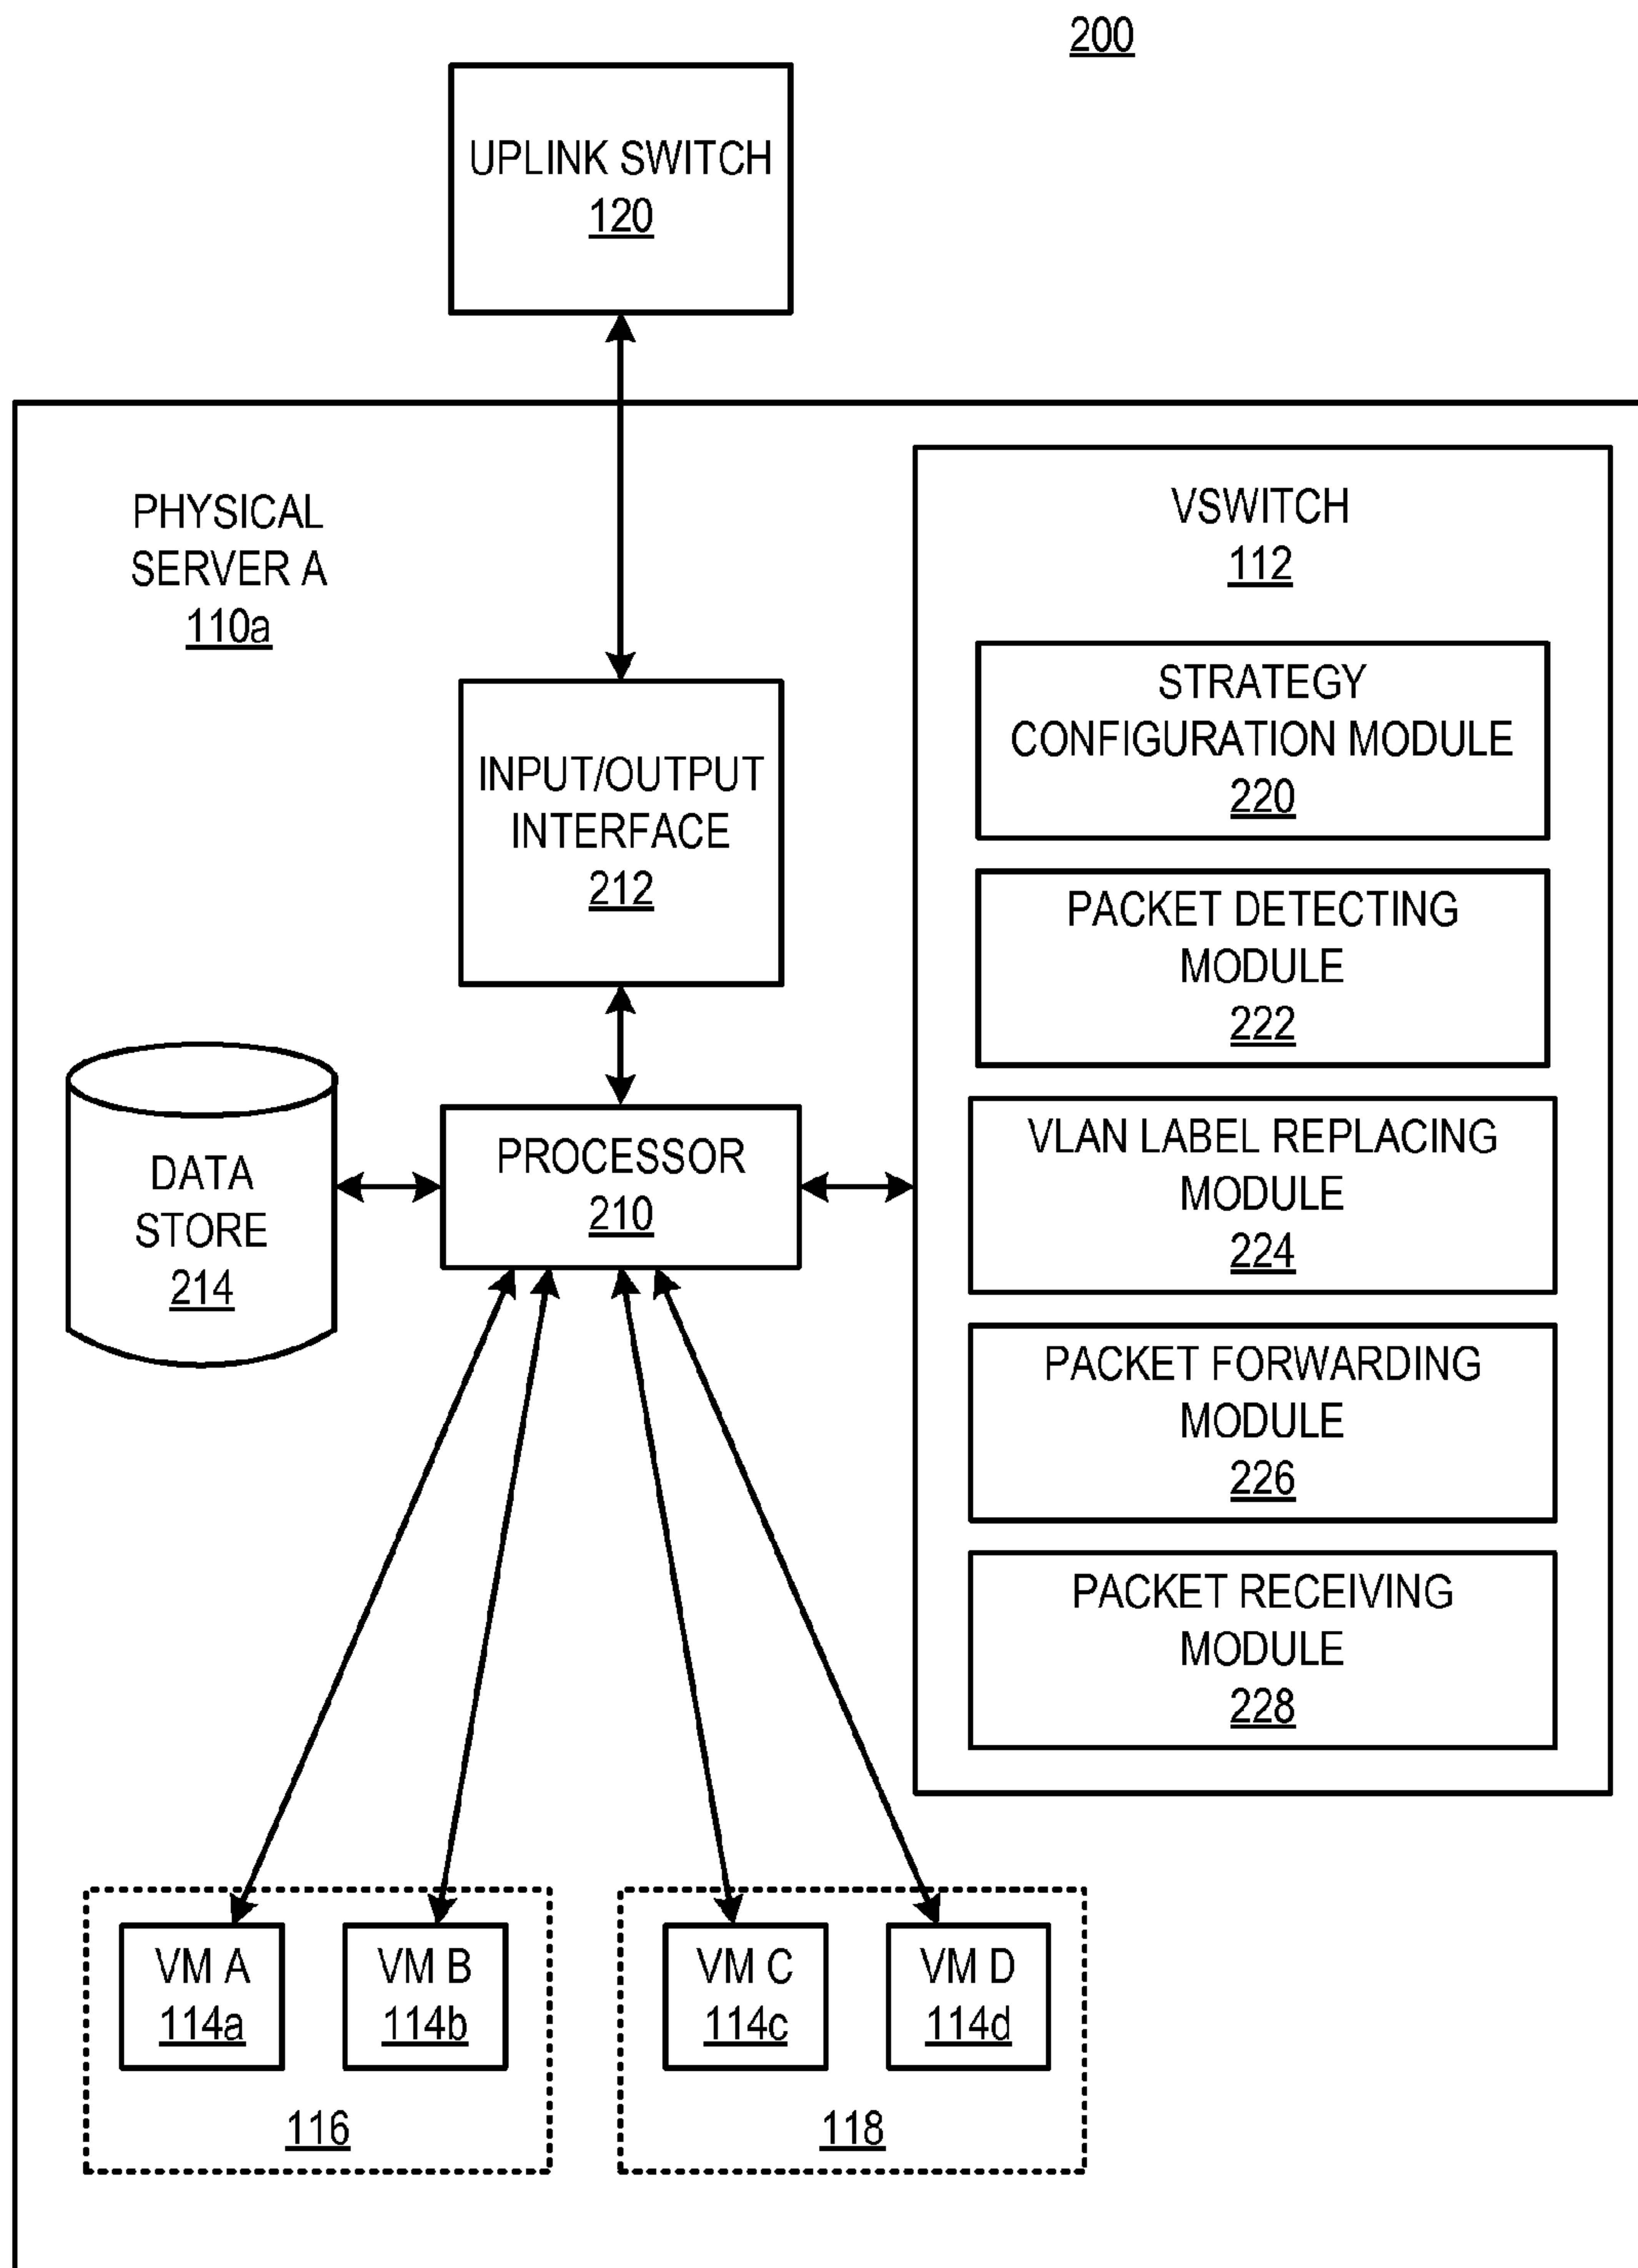 200
UPLINK SWITCH
120
PHYSICAL
SERVER A
110a
VSWITCH
112
STRATEGY
CONFIGURATION MODULE
220
INPUT/OUTPUT
INTERFACE
212
PACKET DETECTING
MODULE
222
VLAN LABEL REPLACING
MODULE
224
PROCESSOR
210
DATA
STORE
214
PACKET FORWARDING
MODULE
226
PACKET RECEIVING
MODULE
228
VM A
114a
VM B
114b
VM C
114c
VM D
114d
116
118